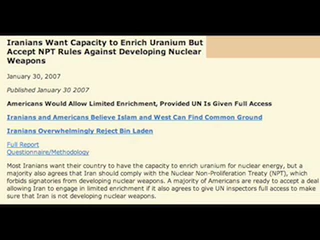 Iranians Want Capacity to Enrich Uranium But
Accept NPT Rules Against Developing Nuclear
Weapons
January 30, 2007
Published January 30 2007
Americans Would Allow Limited Enrichment, Provided UN Is Given Full Access
Iranians and Americans Believe Islam and West Can Find Common Ground
Iranians Overwhelmingly Reject Bin Laden
Full Report
Questionnaire/Methodology
Most Iranians want their country to have the capacity to enrich uranium for nuclear energy, but a
majority also agrees that Iran should comply with the Nuclear Non-Proliferation Treaty (NPT), which
forbids signatories from developing nuclear weapons. A majority of Americans are ready to accept a deal
allowing Iran to engage in limited enrichment if it also agrees to give UN inspectors full access to make
sure that Iran is not developing nuclear weapons.